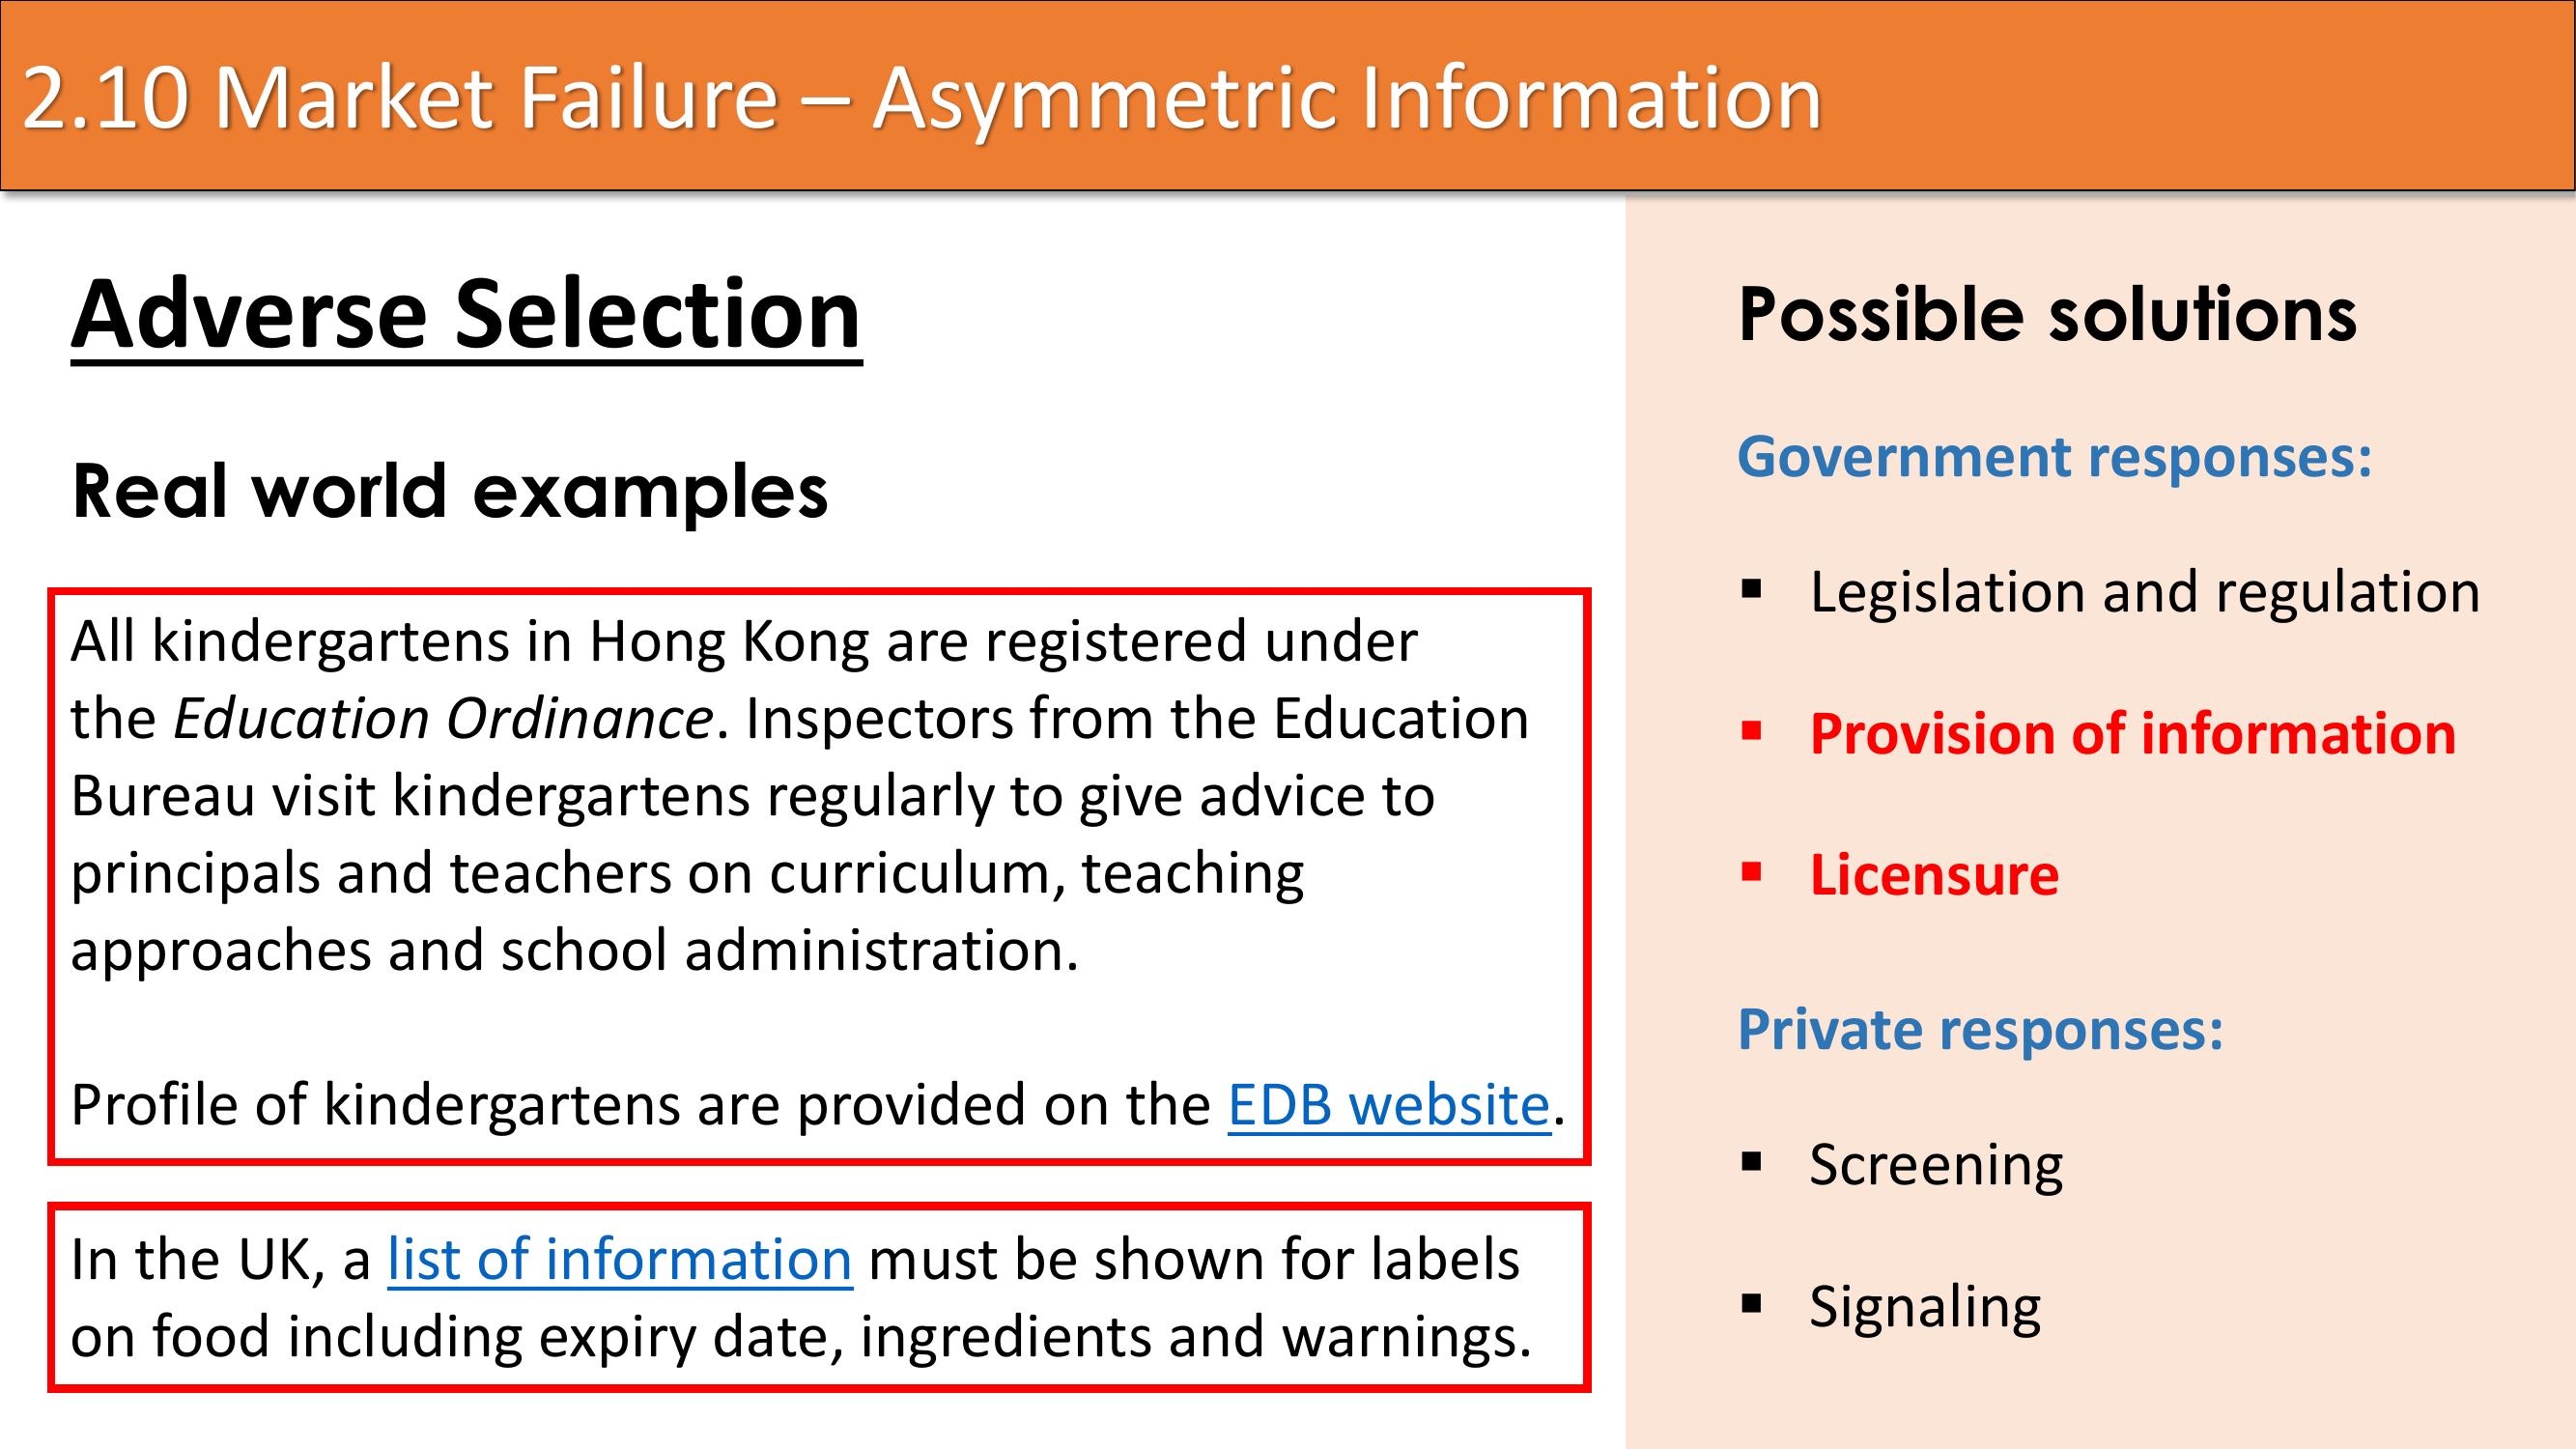 2.10 Market Failure – Asymmetric Information
Adverse Selection
Real world examples
All kindergartens in Hong Kong are registered under
the Education Ordinance. Inspectors from the Education
Bureau visit kindergartens regularly to give advice to
principals and teachers on curriculum, teaching
approaches and school administration.
Profile of kindergartens are provided on the EDB website.
In the UK, a list of information must be shown for labels
on food including expiry date, ingredients and warnings.
Possible solutions
Government responses:
▪ Legislation and regulation
▪ Provision of information
▪ Licensure
Private responses:
▪ Screening
▪ Signaling